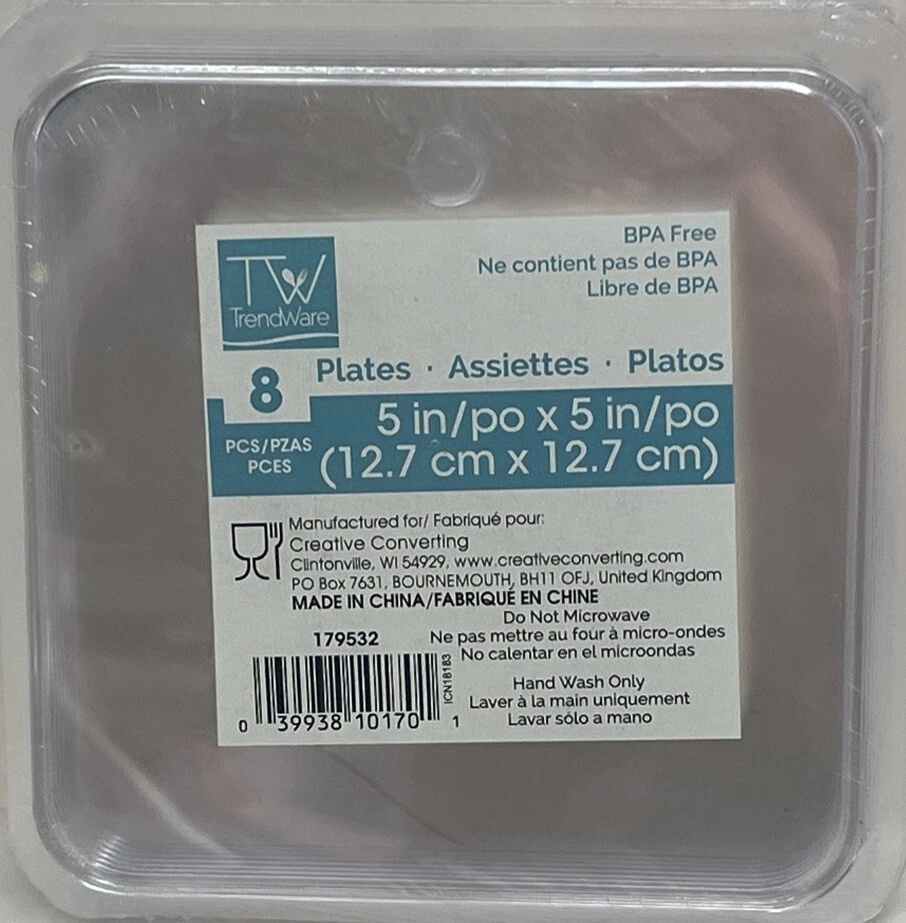 BPA Free
Ne contient pas de BPA
Libre de BPA
TW
TrendWare
8
PCS/PZAS
PCES
Plates · Assiettes · Platos
5 in/po x 5 in/po
(12.7 cm x 12.7 cm)
Manufactured for/ Fabriqué pour:
Creative Converting
Clintonville, WI 54929, www.creativeconverting.com
PO Box 7631, BOURNEMOUTH, BH11 OFJ, United Kingdom
MADE IN CHINA/FABRIQUÉ EN CHINE
Do Not Microwave
Ne pas mettre au four à micro-ondes
No calentar en el microondas
Hand Wash Only
Laver à la main uniquement
Lavar sólo a mano
179532
ICN18183
0 39938 10170 1